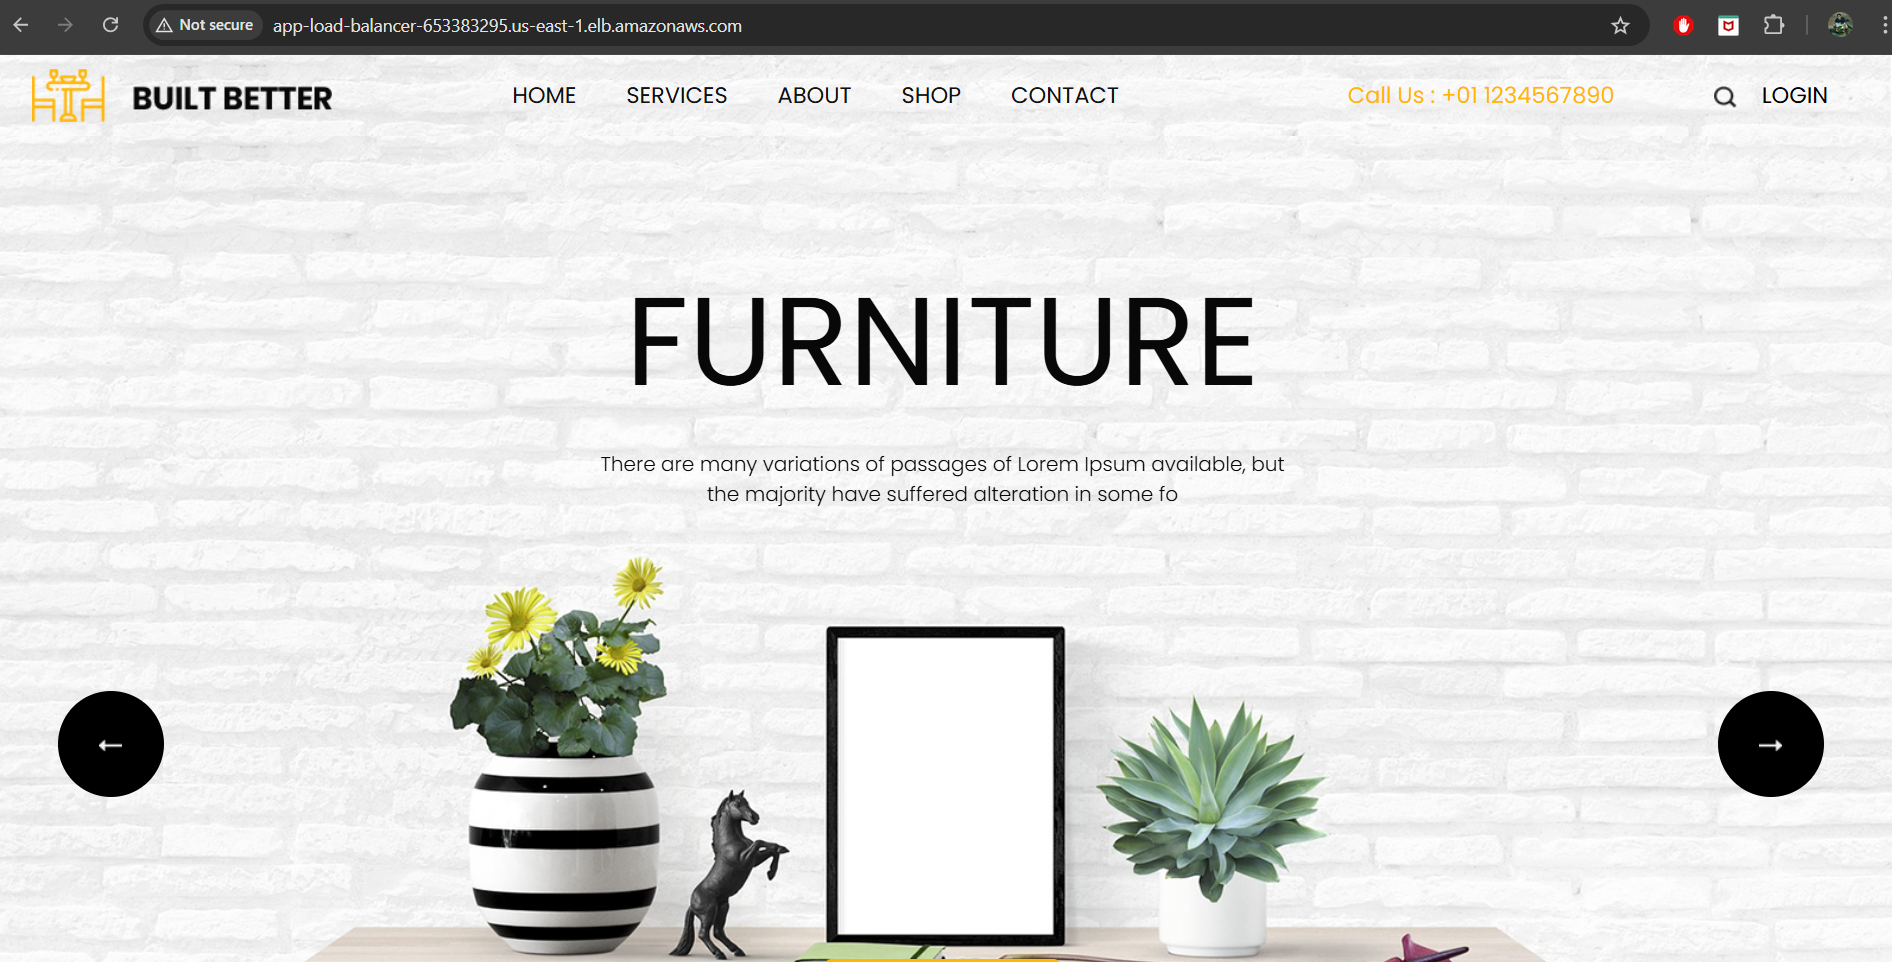 Not secure app-load-balancer-653383295.us-east-1.elb.amazonaws.com
BUILT BETTER HOME SERVICES ABOUT SHOP CONTACT Call Us : +01 1234567890 LOGIN
FURNITURE
There are many variations of passages of Lorem Ipsum available, but
the majority have suffered alteration in some fo